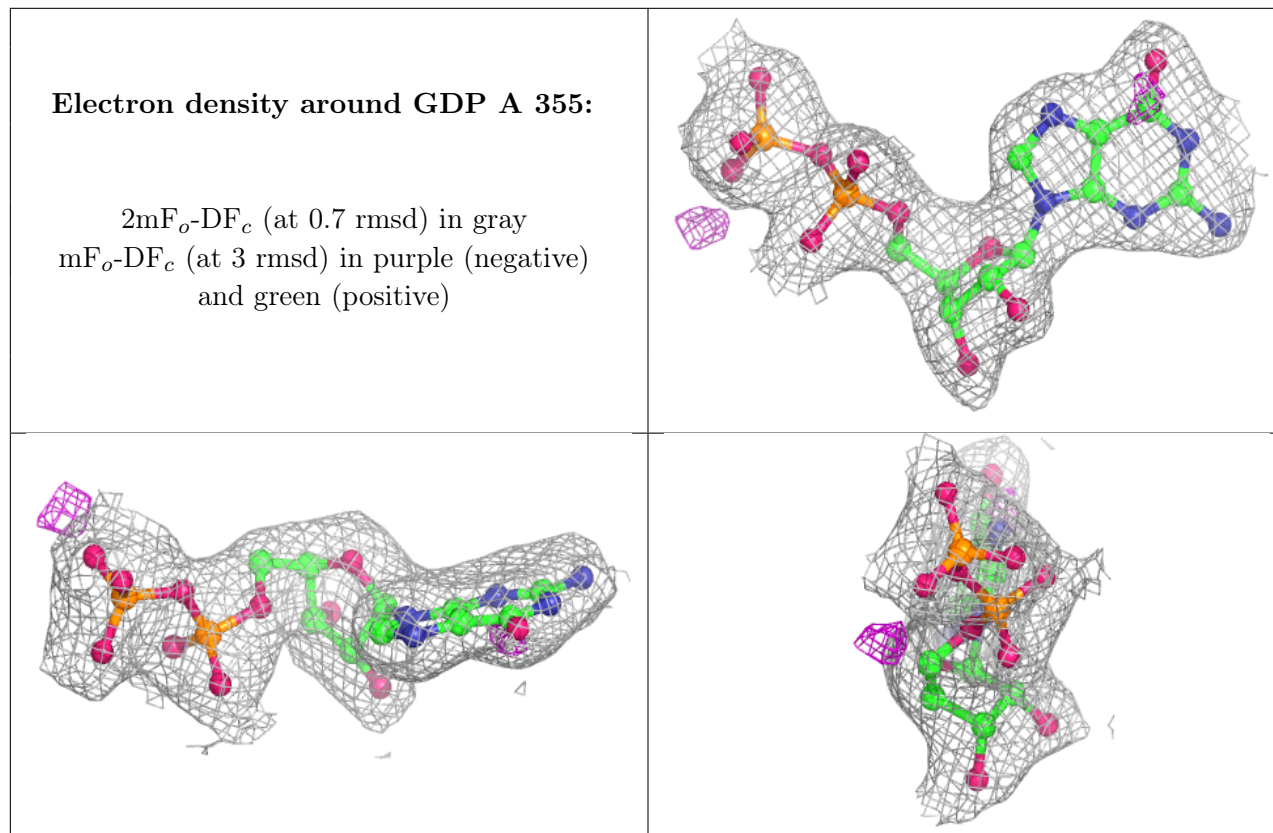 Electron density around GDP A 355:
2mFo-DFc (at 0.7 rmsd) in gray
mFo-DFc (at 3 rmsd) in purple (negative)
and green (positive)